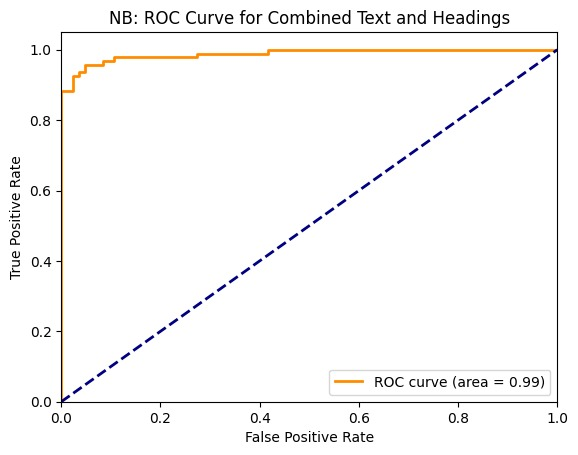 NB: ROC Curve for Combined Text and Headings
True Positive Rate
1.0
0.8
0.6
0.4
0.2
0.0
ROC curve (area = 0.99)
0.0 0.2 0.4 0.6 0.8 1.0
False Positive Rate